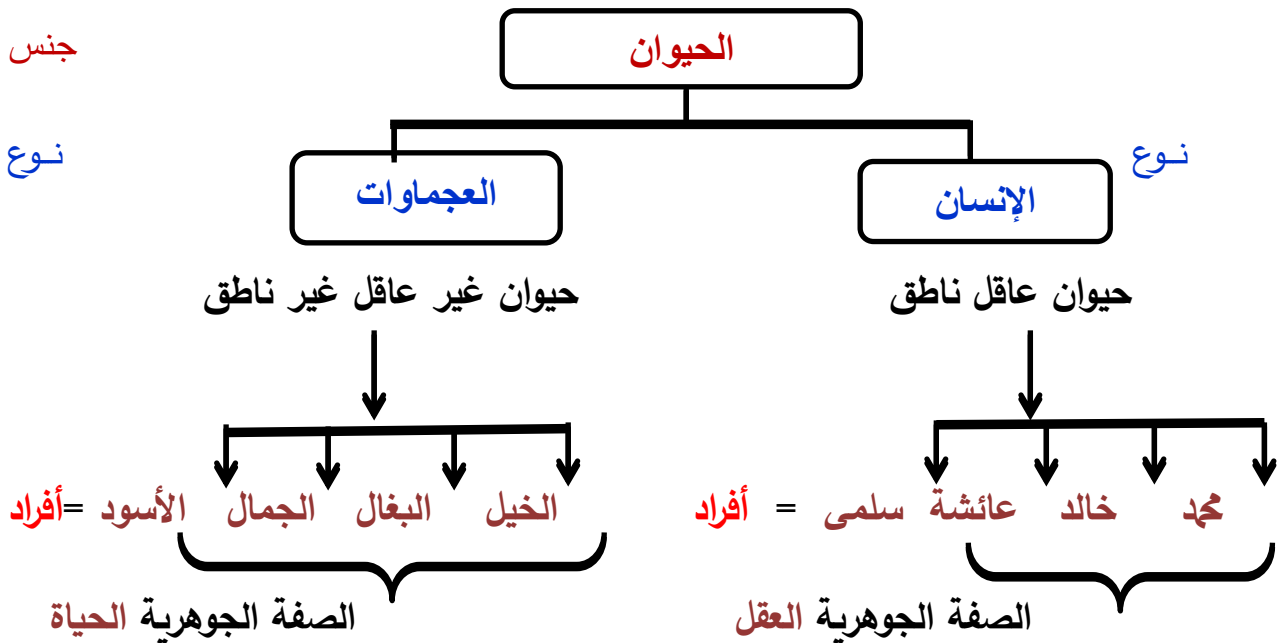 الحيوان
جنس
نـوع
نـوع
الإنسان
العجماوات
حيوان عاقل ناطق
حيوان غير عاقل غير ناطق
محمد خالد عائشة سلمى = أفراد
الخيل البغال الجمال الأسود =أفراد
الصفة الجوهرية العقل
الصفة الجوهرية الحياة